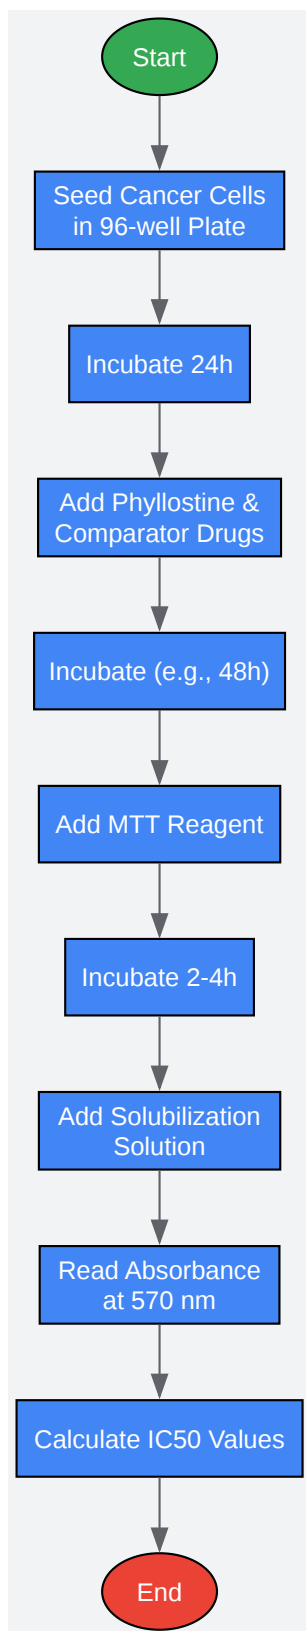 Start
Seed Cancer Cells
in 96-well Plate
Incubate 24h
Add Phyllostine &
Comparator Drugs
Incubate (e.g., 48h)
Add MTT Reagent
Incubate 2-4h
Add Solubilization
Solution
Read Absorbance
at 570 nm
Calculate IC50 Values
End